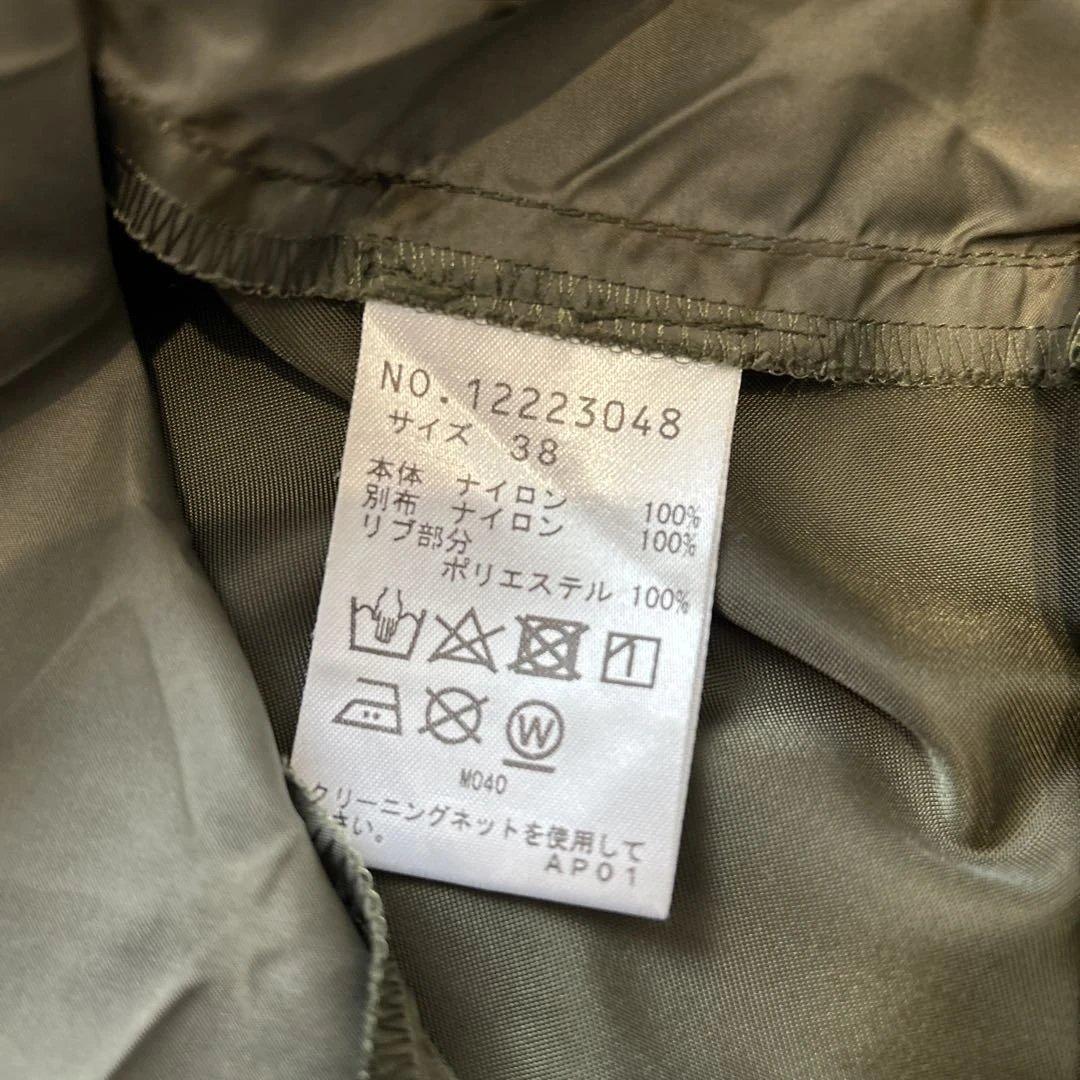 NO.12223048
サイズ 38
本体 ナイロン 100%
別布 ナイロン 100%
リブ部分
ポリエステル 100%
W
M040
クリーニングネットを使用して
さい。
AP01